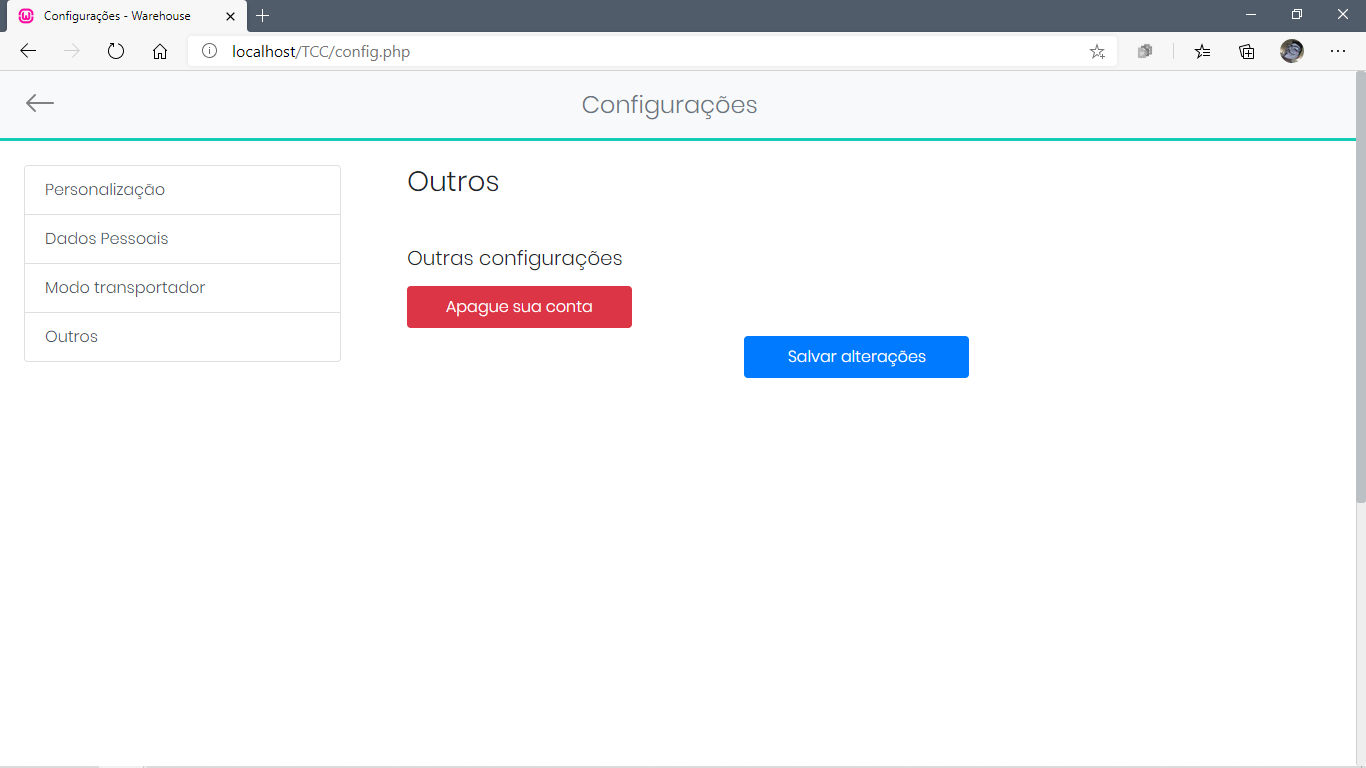 Configurações - Warehouse
localhost/TCC/config.php
Configurações
Personalização
Dados Pessoais
Modo transportador
Outros
Outros
Outras configurações
Apague sua conta
Salvar alterações